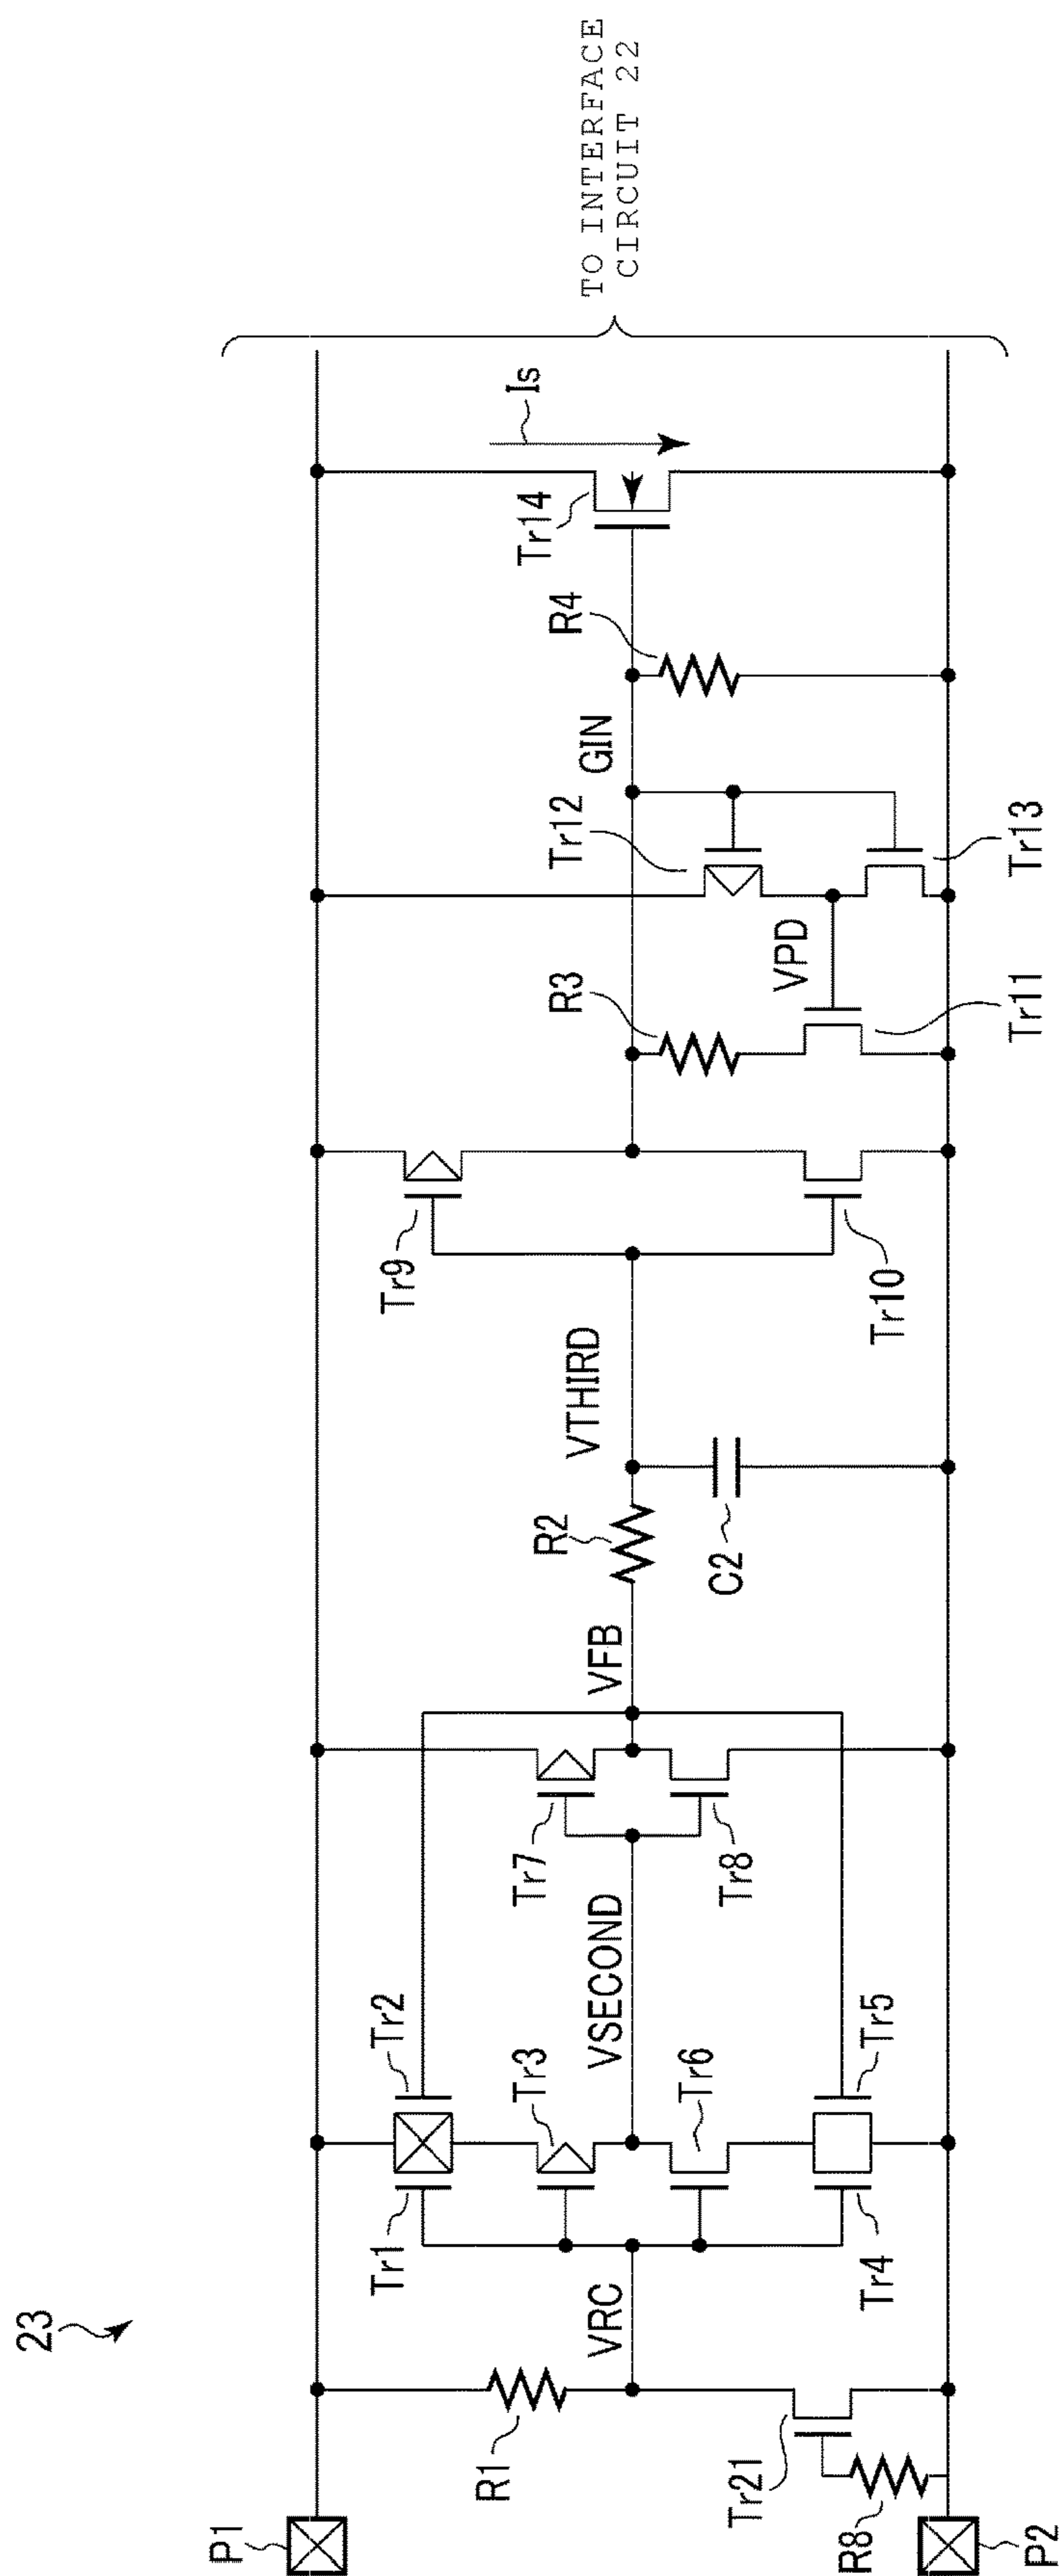 23
P1
P2
R1
R8
Tr21
VRC
Tr1
Tr2
Tr3
Tr6
Tr4
Tr5
VSECOND
Tr7
Tr8
VFB
R2
C2
VTHIRD
Tr9
Tr10
R3
Tr11
VPD
Tr12
Tr13
GIN
R4
Tr14
Is
TO INTERFACE
CIRCUIT 22